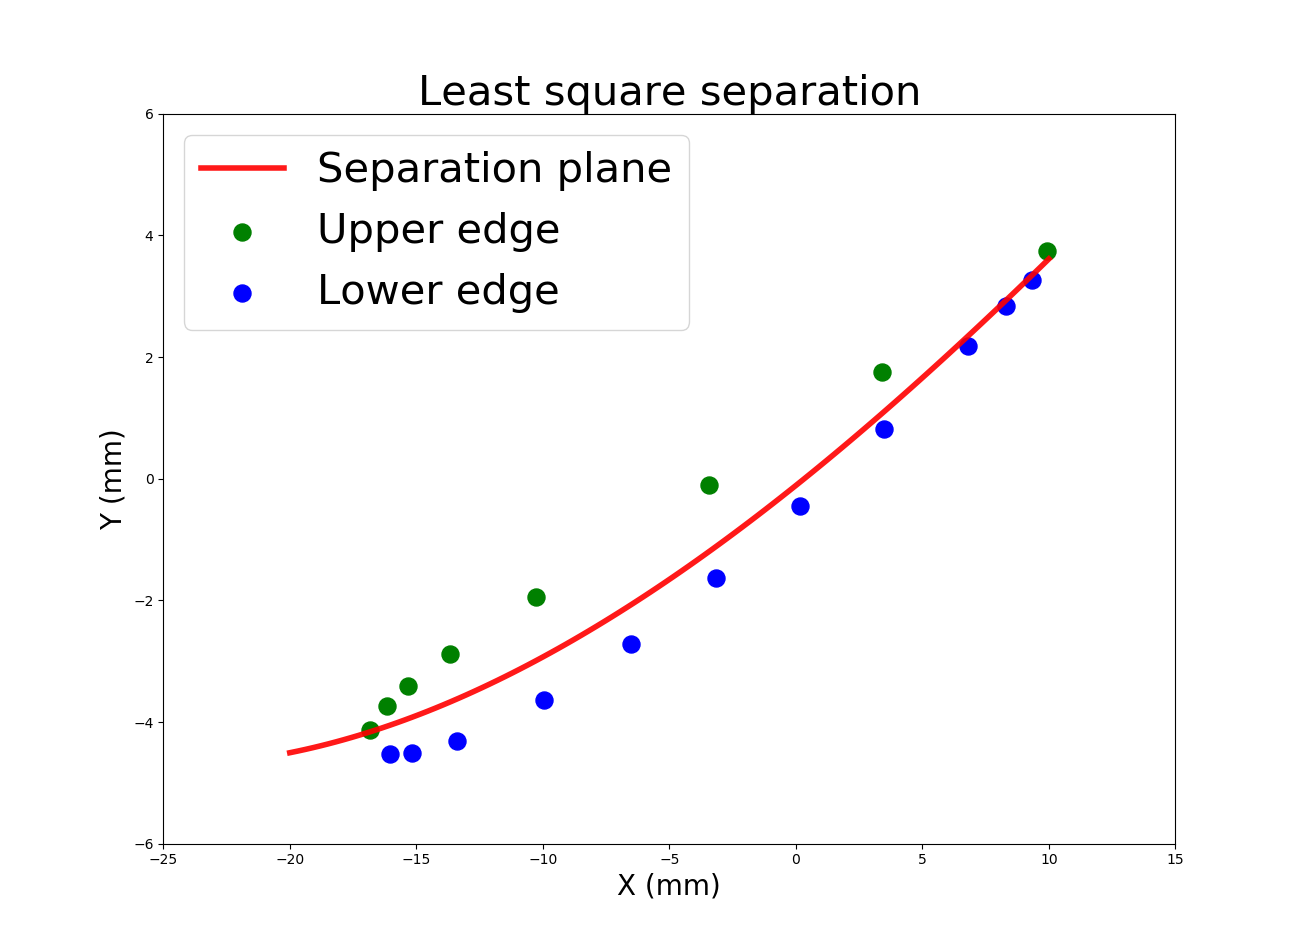 Least square separation
6
Separation plane
Upper edge
Lower edge
4
2
0
−2
−4
−6
Y (mm)
−25 −20 −15 −10 −5 0 5 10 15
X (mm)